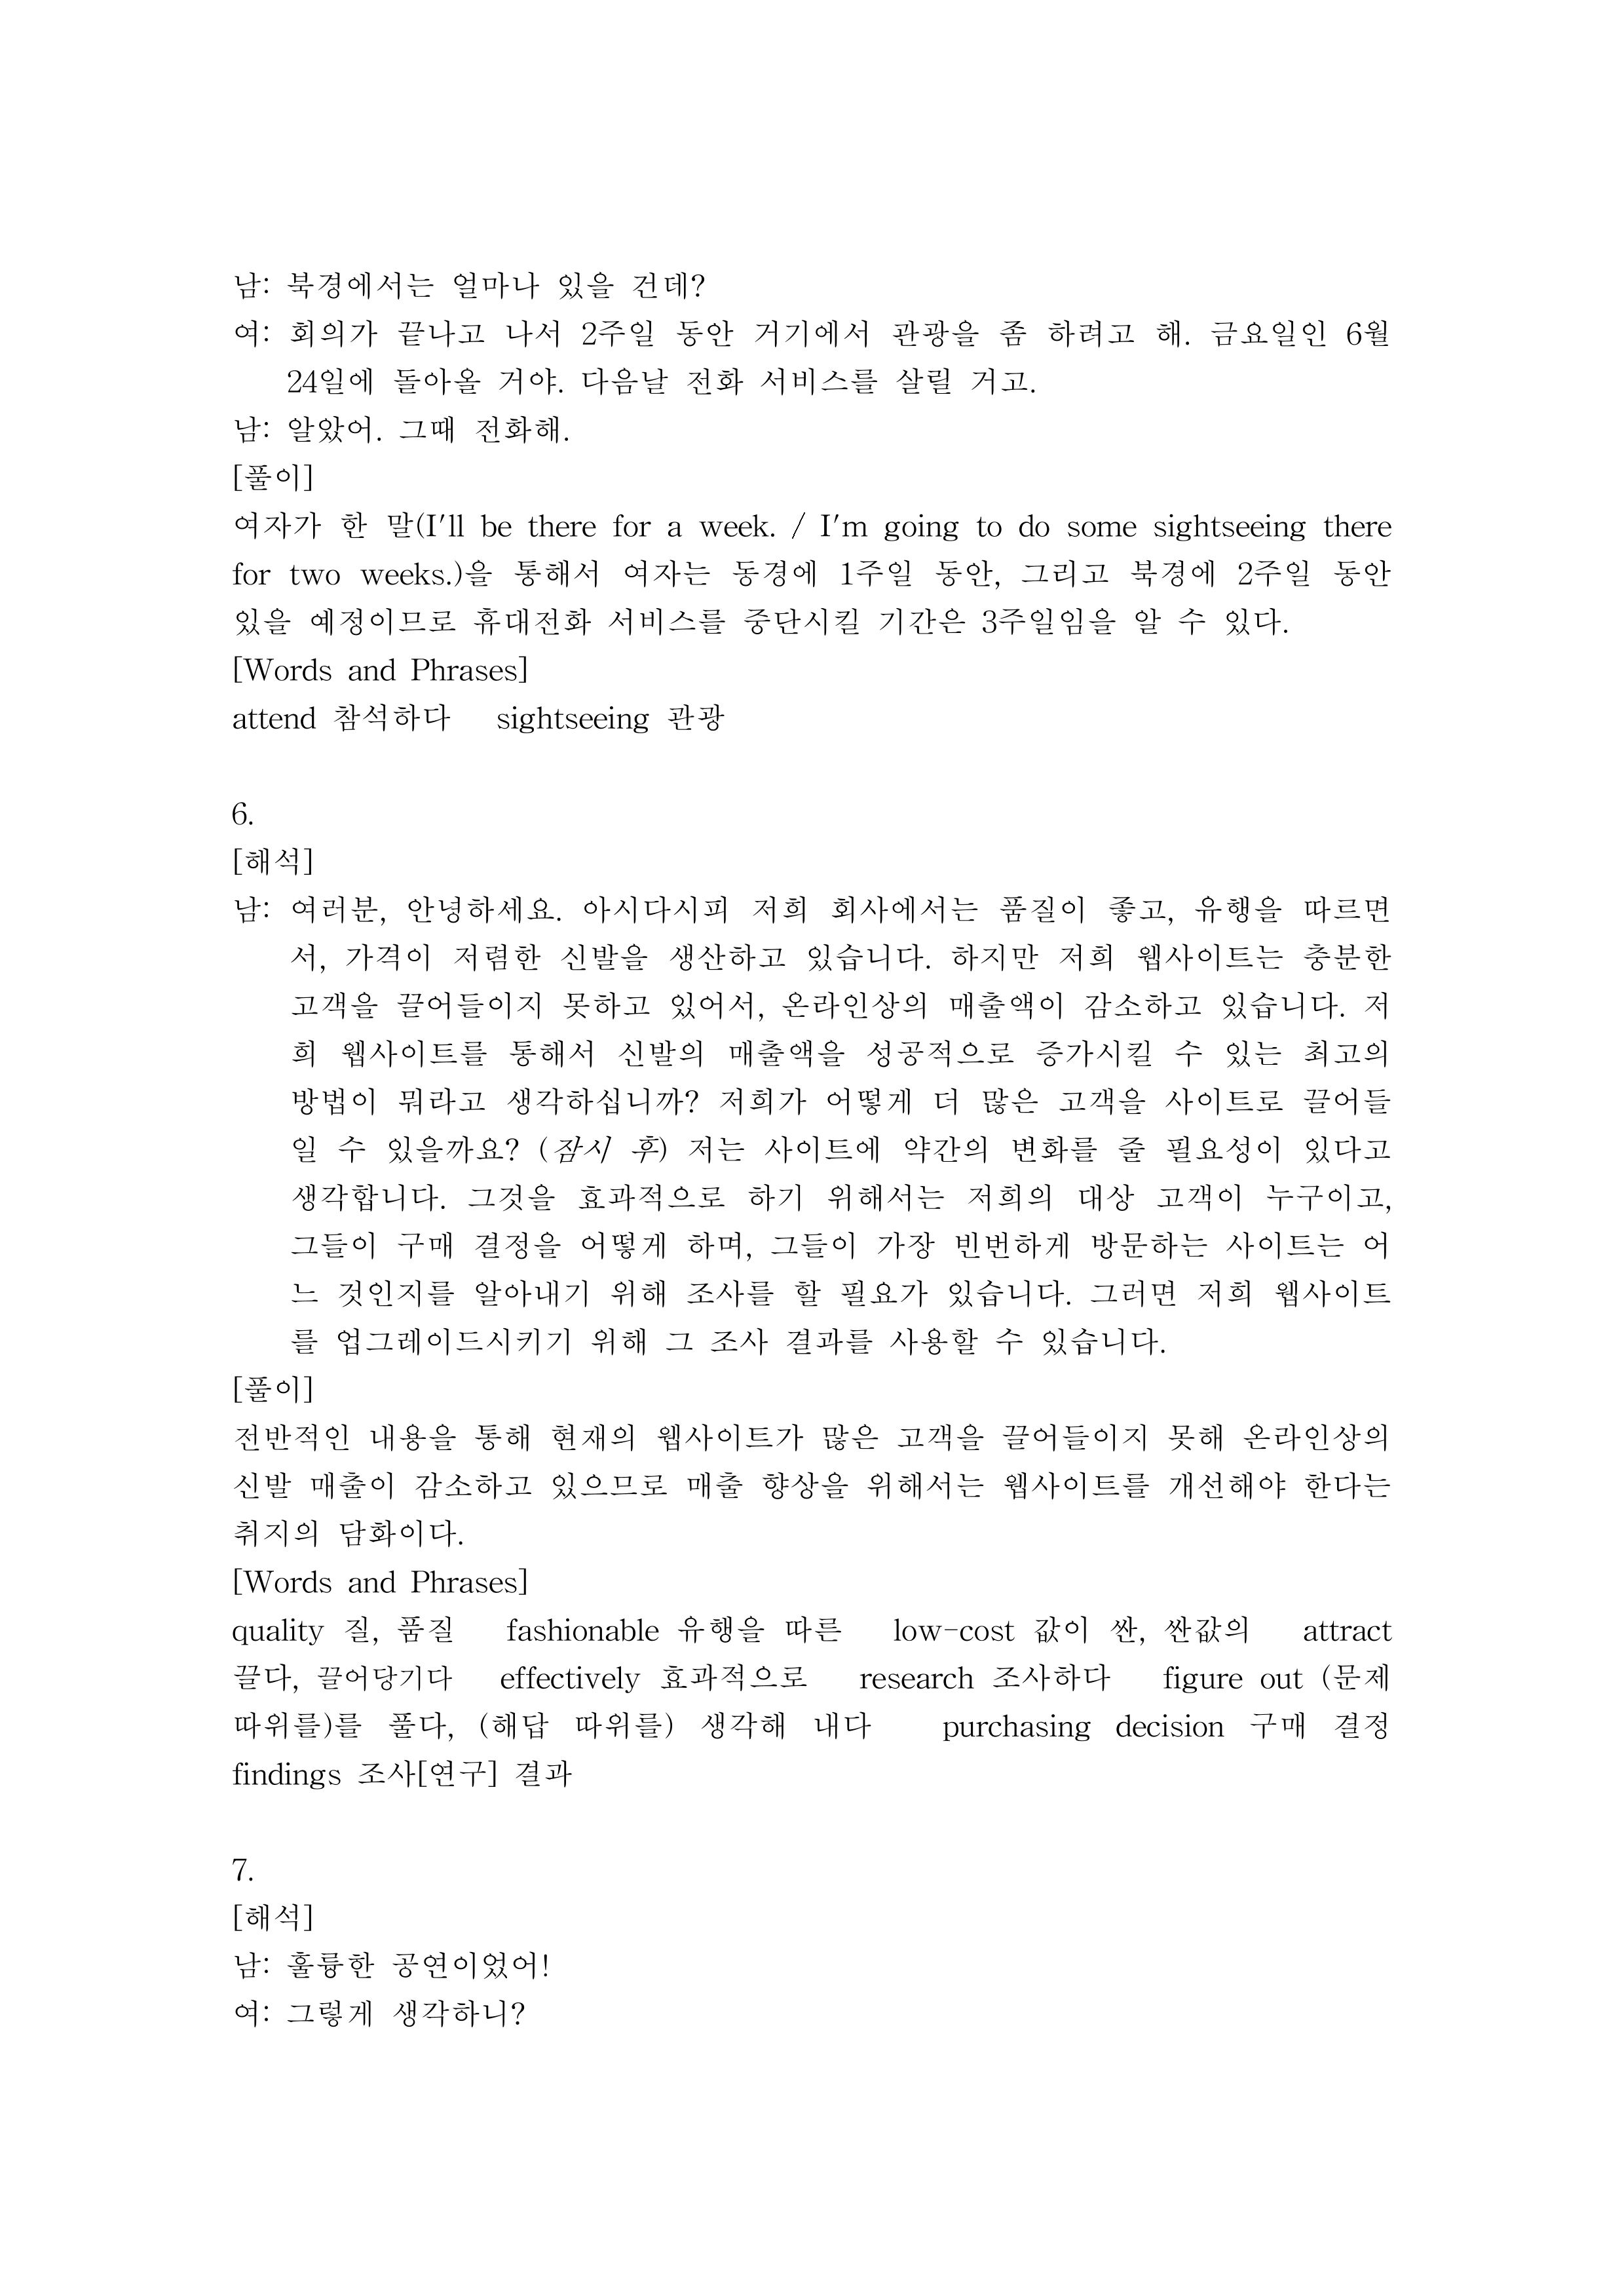 남: 북경에서는 얼마나 있을 건데?
여: 회의가 끝나고 나서 2주일 동안 거기에서 관광을 좀 하려고 해. 금요일인 6월
24일에 돌아올 거야. 다음날 전화 서비스를 살릴 거고.
남: 알았어. 그때 전화해.
[풀이]
여자가 한 말(I'll be there for a week. / I'm going to do some sightseeing there
for two weeks.)을 통해서 여자는 동경에 1주일 동안, 그리고 북경에 2주일 동안
있을 예정이므로 휴대전화 서비스를 중단시킬 기간은 3주일임을 알 수 있다.
[Words and Phrases]
attend 참석하다 sightseeing 관광
6.
[해석]
남: 여러분, 안녕하세요. 아시다시피 저희 회사에서는 품질이 좋고, 유행을 따르면
서, 가격이 저렴한 신발을 생산하고 있습니다. 하지만 저희 웹사이트는 충분한
고객을 끌어들이지 못하고 있어서, 온라인상의 매출액이 감소하고 있습니다. 저
희 웹사이트를 통해서 신발의 매출액을 성공적으로 증가시킬 수 있는 최고의
방법이 뭐라고 생각하십니까? 저희가 어떻게 더 많은 고객을 사이트로 끌어들
일 수 있을까요? (잠시 후) 저는 사이트에 약간의 변화를 줄 필요성이 있다고
생각합니다. 그것을 효과적으로 하기 위해서는 저희의 대상 고객이 누구이고,
그들이 구매 결정을 어떻게 하며, 그들이 가장 빈번하게 방문하는 사이트는 어
느 것인지를 알아내기 위해 조사를 할 필요가 있습니다. 그러면 저희 웹사이트
를 업그레이드시키기 위해 그 조사 결과를 사용할 수 있습니다.
[풀이]
전반적인 내용을 통해 현재의 웹사이트가 많은 고객을 끌어들이지 못해 온라인상의
신발 매출이 감소하고 있으므로 매출 향상을 위해서는 웹사이트를 개선해야 한다는
취지의 담화이다.
[Words and Phrases]
quality 질, 품질 fashionable 유행을 따른 low-cost 값이 싼, 싼값의 attract
끌다, 끌어당기다 effectively 효과적으로 research 조사하다 figure out (문제
따위를)를 풀다, (해답 따위를) 생각해 내다 purchasing decision 구매 결정
findings 조사[연구] 결과
7.
[해석]
남: 훌륭한 공연이었어!
여: 그렇게 생각하니?